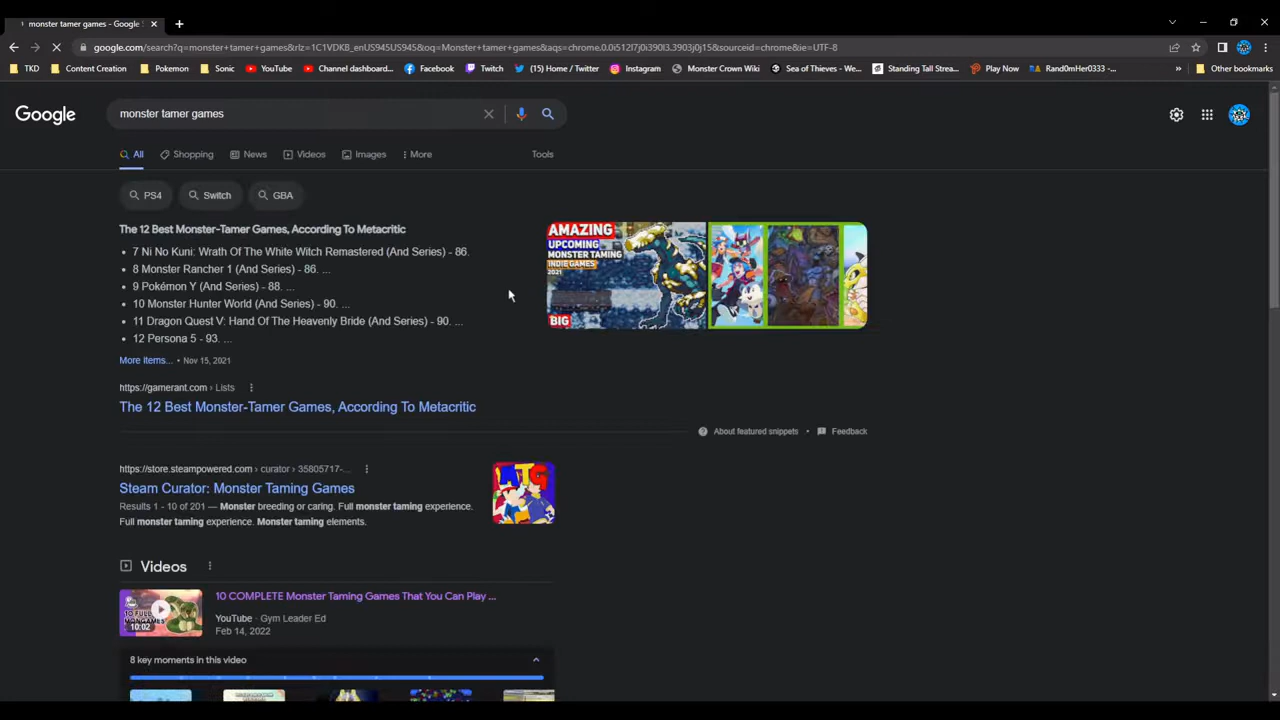 monster tamer games - Google
google.com/search?q=monster+tamer+games&rlz=1C1VDKB_enUS945US945&oq=Monster+tamer+games&aqs=chrome.0.0i512l7j0i390l3.3903j0j15&sourceid=chrome&ie=UTF-8
TKD Content Creation Pokemon Sonic YouTube Channel dashboard... Facebook Twitch (15) Home / Twitter Instagram Monster Crown Wiki Sea of Thieves - We... Standing Tall Strea... Play Now Rand0mHer0333 -... » Other bookmarks
Google monster tamer games
All Shopping News Videos Images More Tools
PS4 Switch GBA
The 12 Best Monster-Tamer Games, According To Metacritic
• 7 Ni No Kuni: Wrath Of The White Witch Remastered (And Series) - 86.
• 8 Monster Rancher 1 (And Series) - 86. ...
• 9 Pokémon Y (And Series) - 88. ...
• 10 Monster Hunter World (And Series) - 90. ...
• 11 Dragon Quest V: Hand Of The Heavenly Bride (And Series) - 90. ...
• 12 Persona 5 - 93. ...
More Items... • Nov 15, 2021
AMAZING
UPCOMING
MONSTER TAMING
INDIE GAMES
2021
BIG
https://gamerant.com › Lists
The 12 Best Monster-Tamer Games, According To Metacritic
About featured snippets • Feedback
https://store.steampowered.com › curator › 35805717-...
Steam Curator: Monster Taming Games
Results 1 - 10 of 201 — Monster breeding or caring. Full monster taming experience.
Full monster taming experience. Monster taming elements.
ATG
Videos
10 COMPLETE Monster Taming Games That You Can Play ...
YouTube · Gym Leader Ed
Feb 14, 2022
10 FULL
MONGAMES
10:02
8 key moments in this video